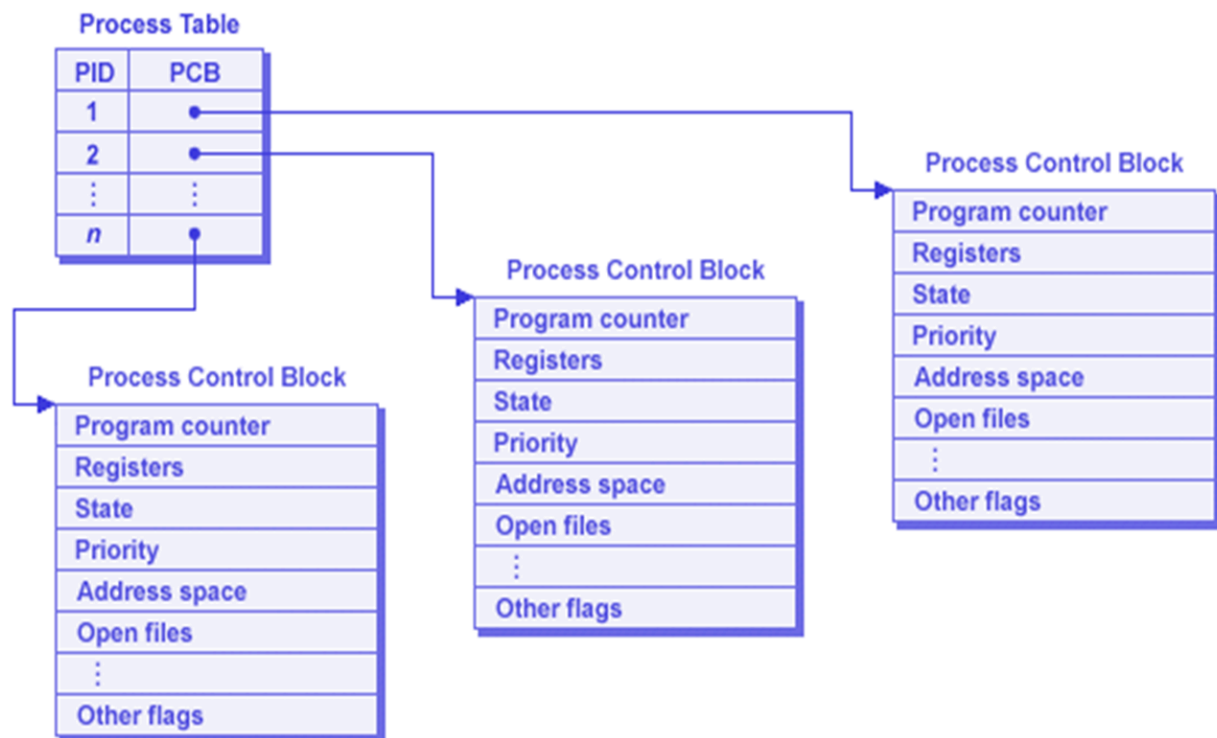 Process Table
PID PCB
1
2
⋮ ⋮
n
Process Control Block
Program counter
Registers
State
Priority
Address space
Open files
⋮
Other flags
Process Control Block
Program counter
Registers
State
Priority
Address space
Open files
⋮
Other flags
Process Control Block
Program counter
Registers
State
Priority
Address space
Open files
⋮
Other flags